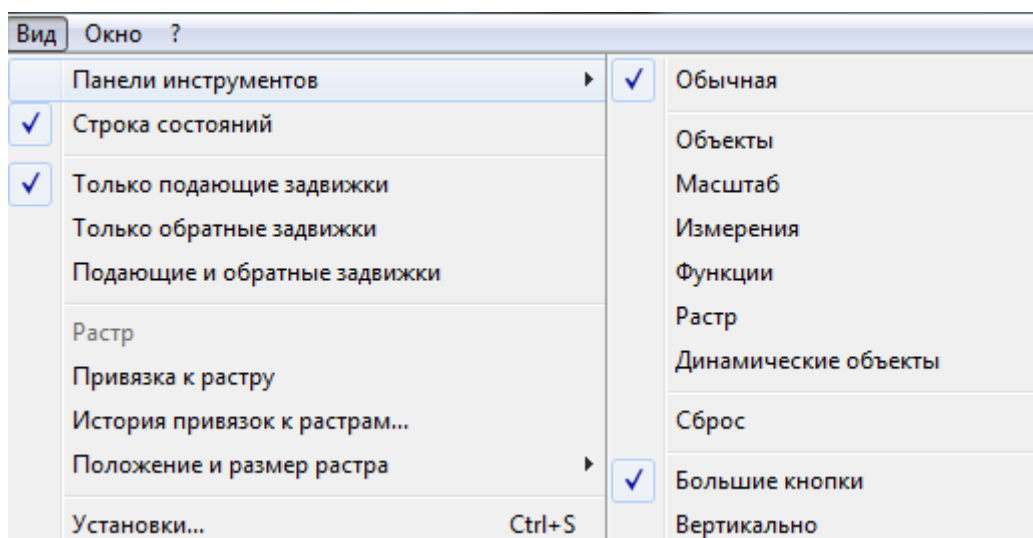 Вид Окно ?
Панели инструментов
Строка состояний
Только подающие задвижки
Только обратные задвижки
Подающие и обратные задвижки
Растр
Привязка к растру
История привязок к растрам...
Положение и размер растра
Установки... Ctrl+S
Обычная
Объекты
Масштаб
Измерения
Функции
Растр
Динамические объекты
Сброс
Большие кнопки
Вертикально